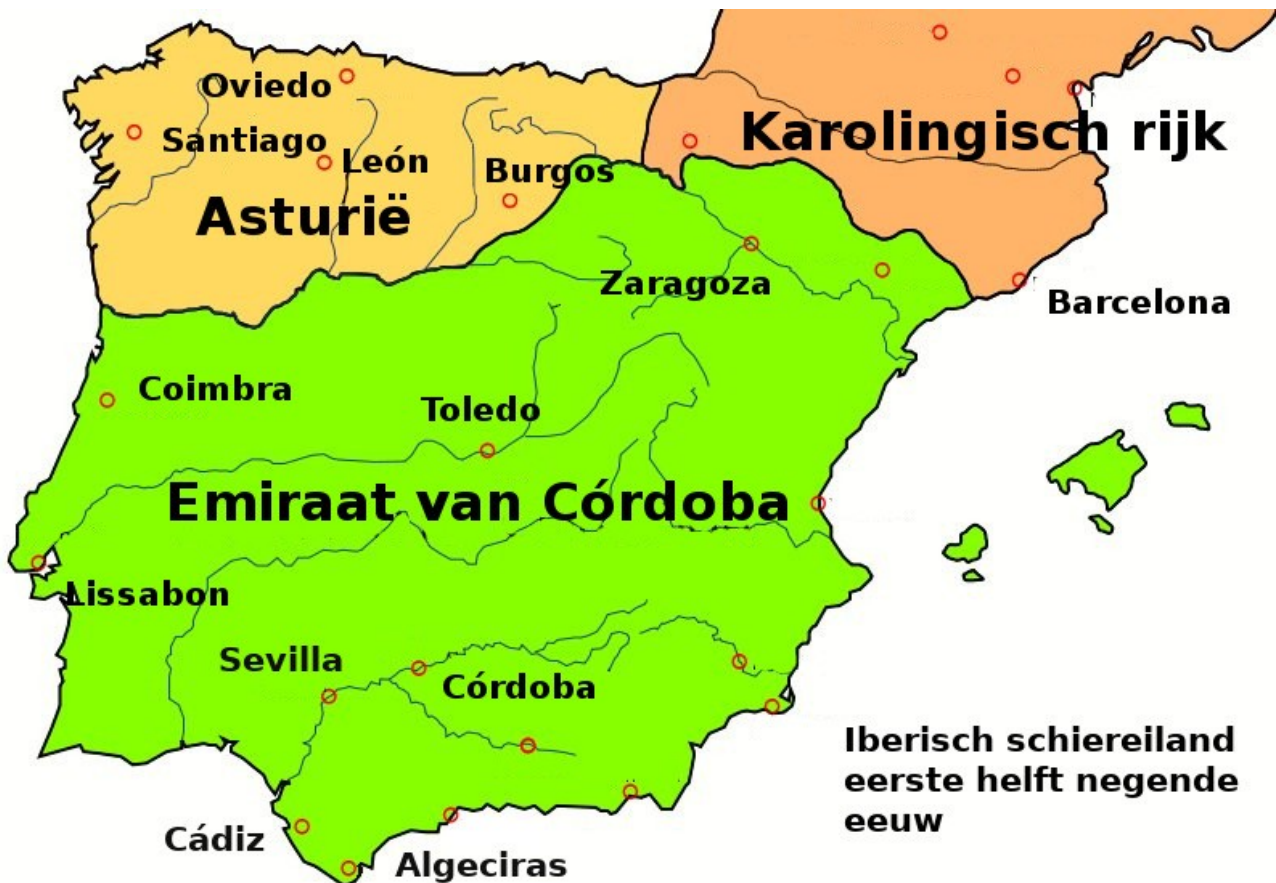 Oviedo
Santiago
León
Burgos
Asturië
Karolingisch rijk
Zaragoza
Barcelona
Coimbra
Toledo
Emiraat van Córdoba
Lissabon
Sevilla
Córdoba
Cádiz
Algeciras
Iberisch schiereiland
eerste helft negende
eeuw